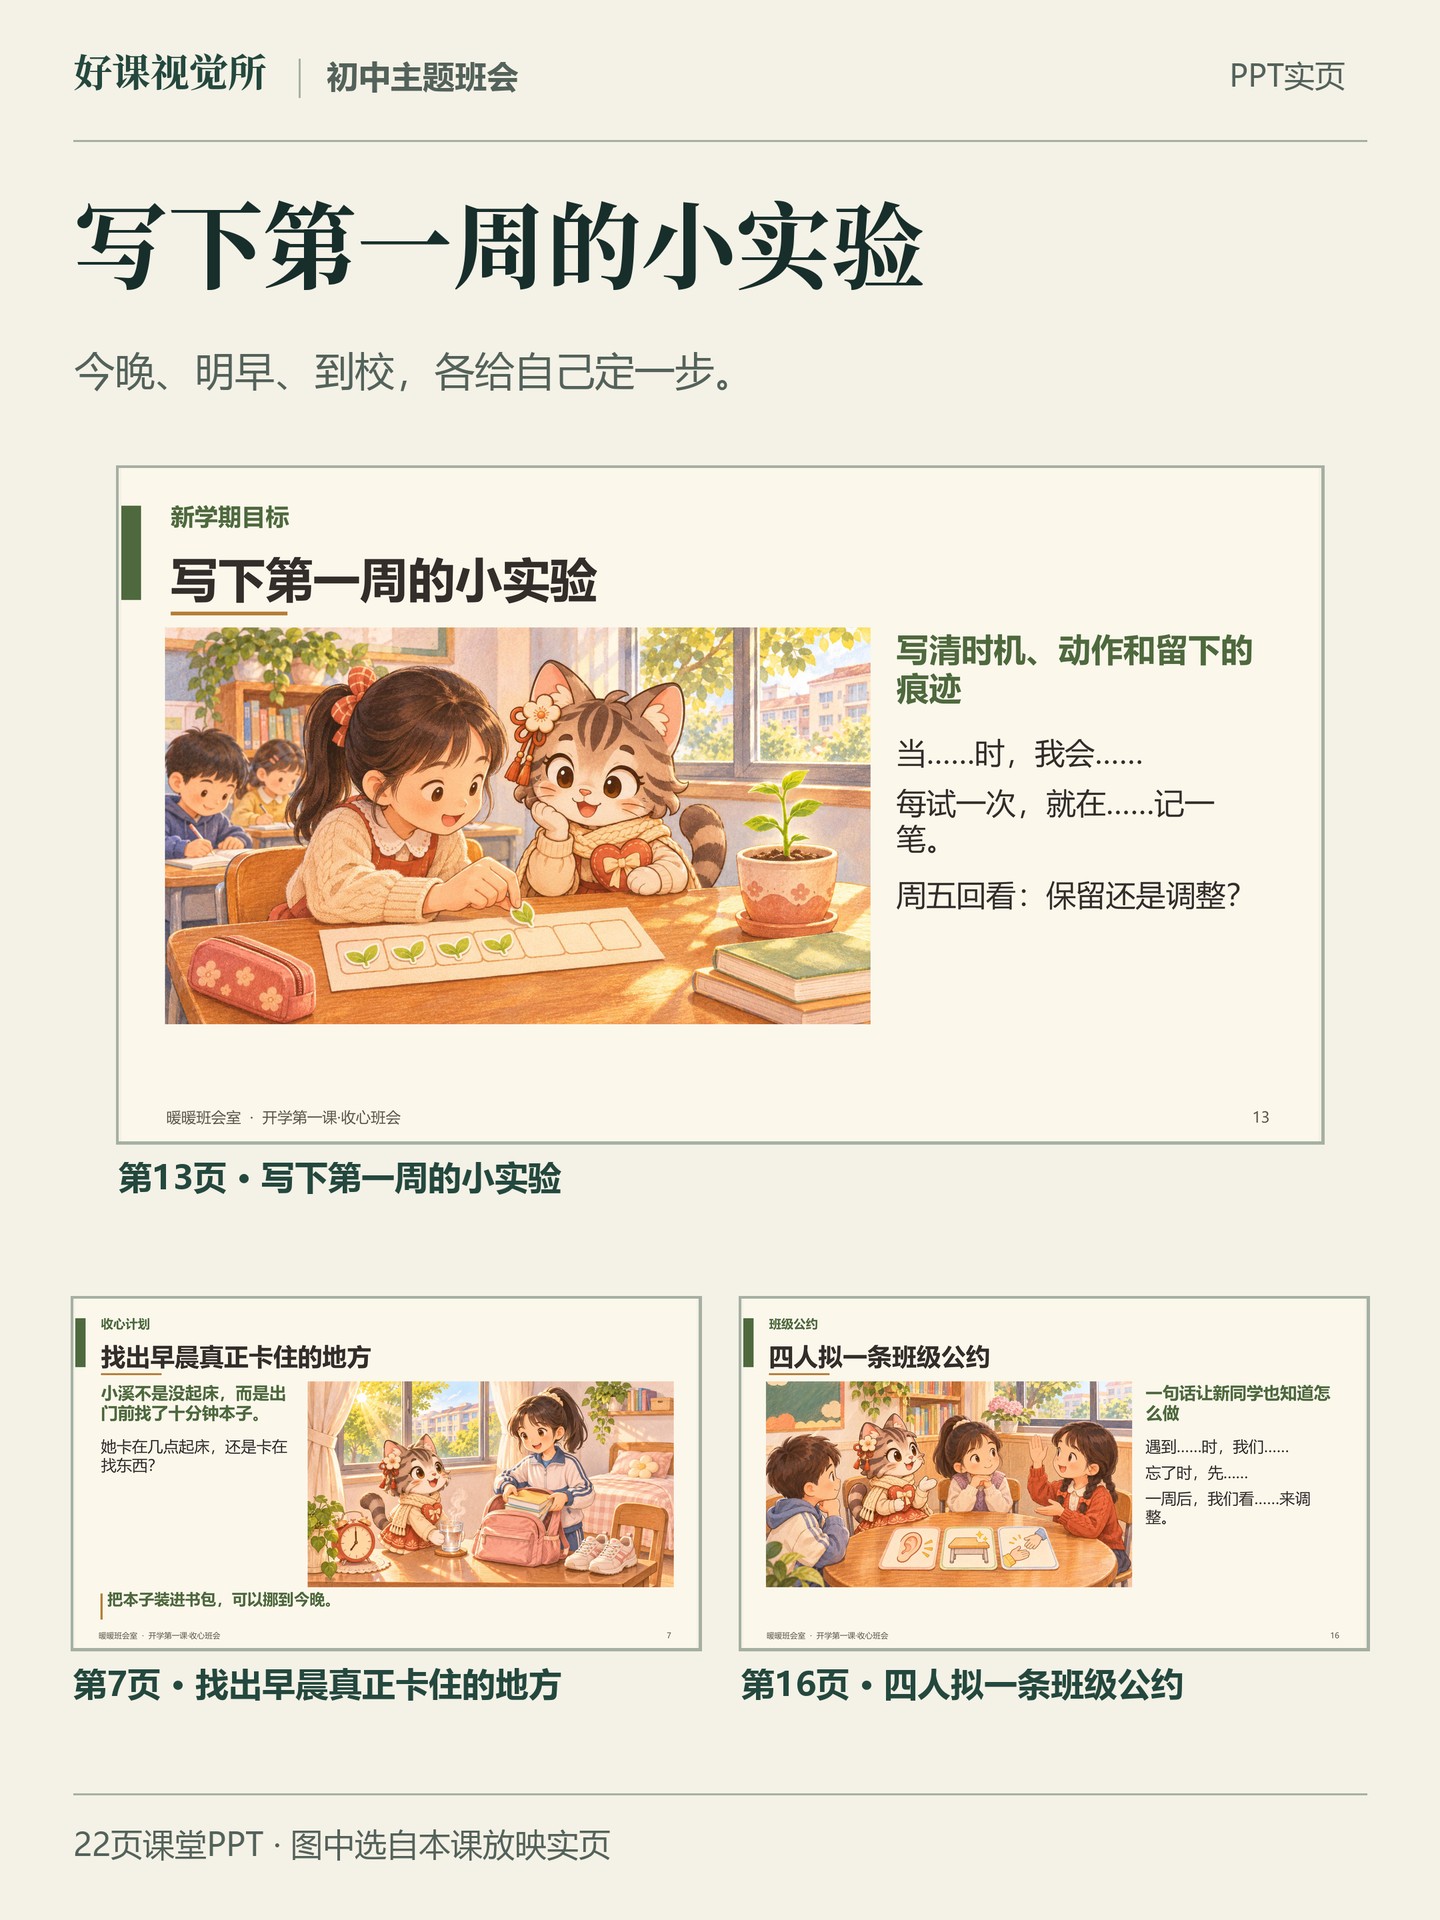 好课视觉所
初中主题班会
PPT实页
写下第一周的小实验
今晚、明早、到校，各给自己定一步。
新学期目标
写下第一周的小实验
写清时机、动作和留下的
痕迹
当……时，我会……
每试一次，就在……记一
笔。
周五回看：保留还是调整？
暖暖班会室 · 开学第一课·收心班会
13
第13页 • 写下第一周的小实验
收心计划
找出早晨真正卡住的地方
小溪不是没起床，而是出
门前找了十分钟本子。
她卡在几点起床，还是卡在
找东西？
把本子装进书包，可以挪到今晚。
暖暖班会室 · 开学第一课·收心班会
7
第7页 • 找出早晨真正卡住的地方
班级公约
四人拟一条班级公约
一句话让新同学也知道怎
么做
遇到……时，我们……
忘了时，先……
一周后，我们看……来调
整。
暖暖班会室 · 开学第一课·收心班会
16
第16页 • 四人拟一条班级公约
22页课堂PPT · 图中选自本课放映实页